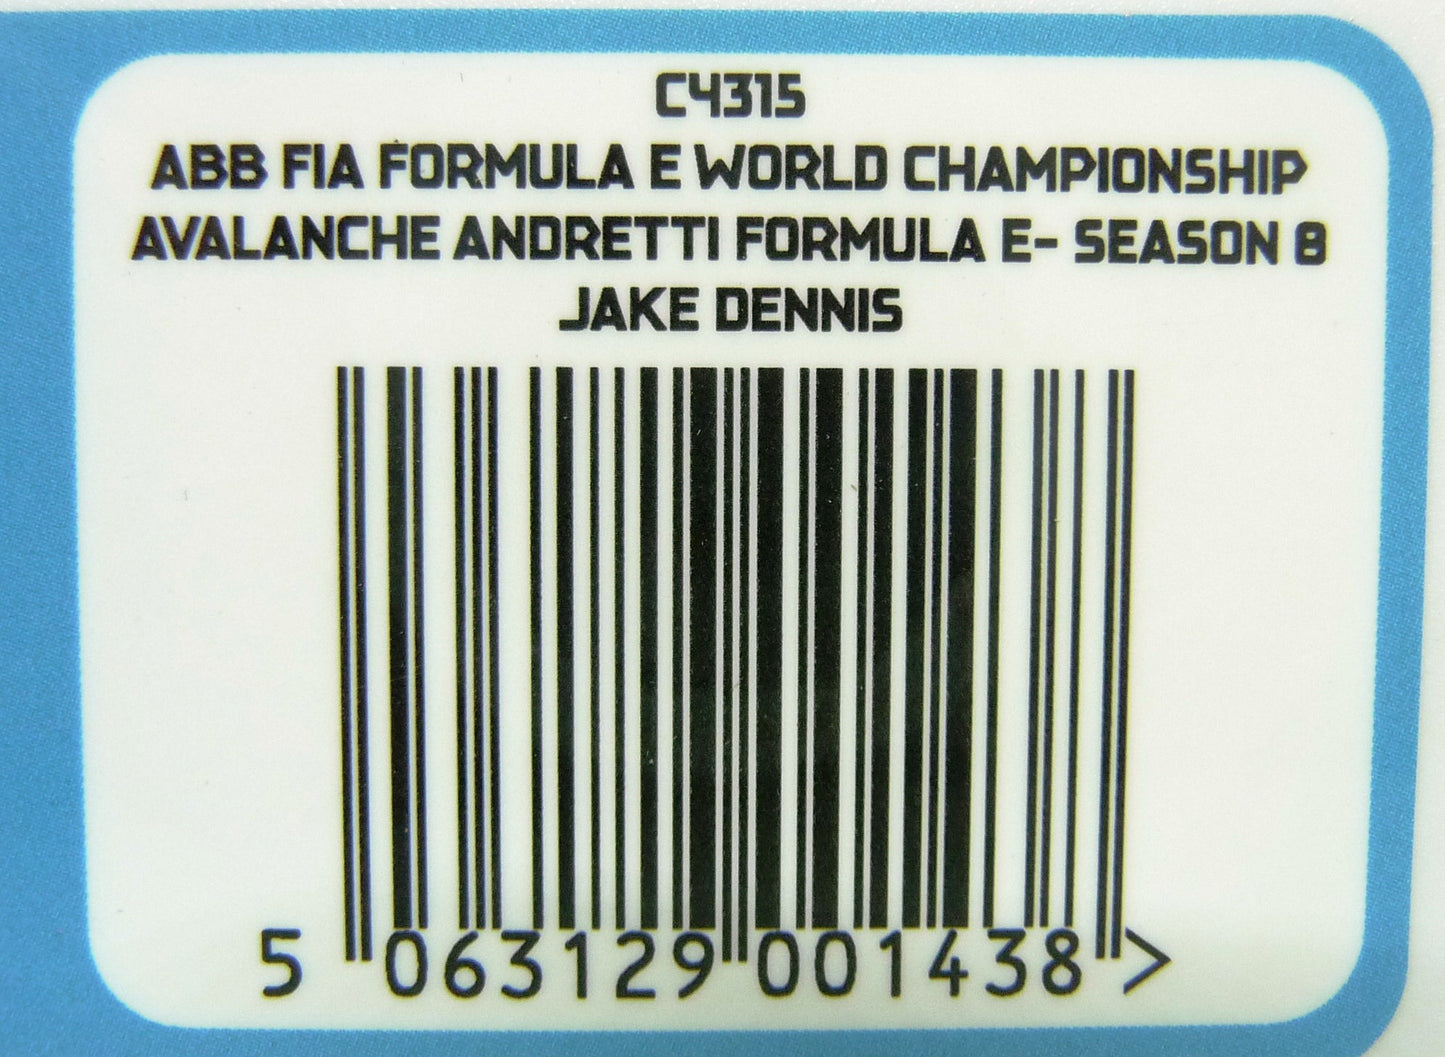 C4315
ABB FIA FORMULA E WORLD CHAMPIONSHIP
AVALANCHE ANDRETTI FORMULA E- SEASON 8
JAKE DENNIS
5 063129 001438 >